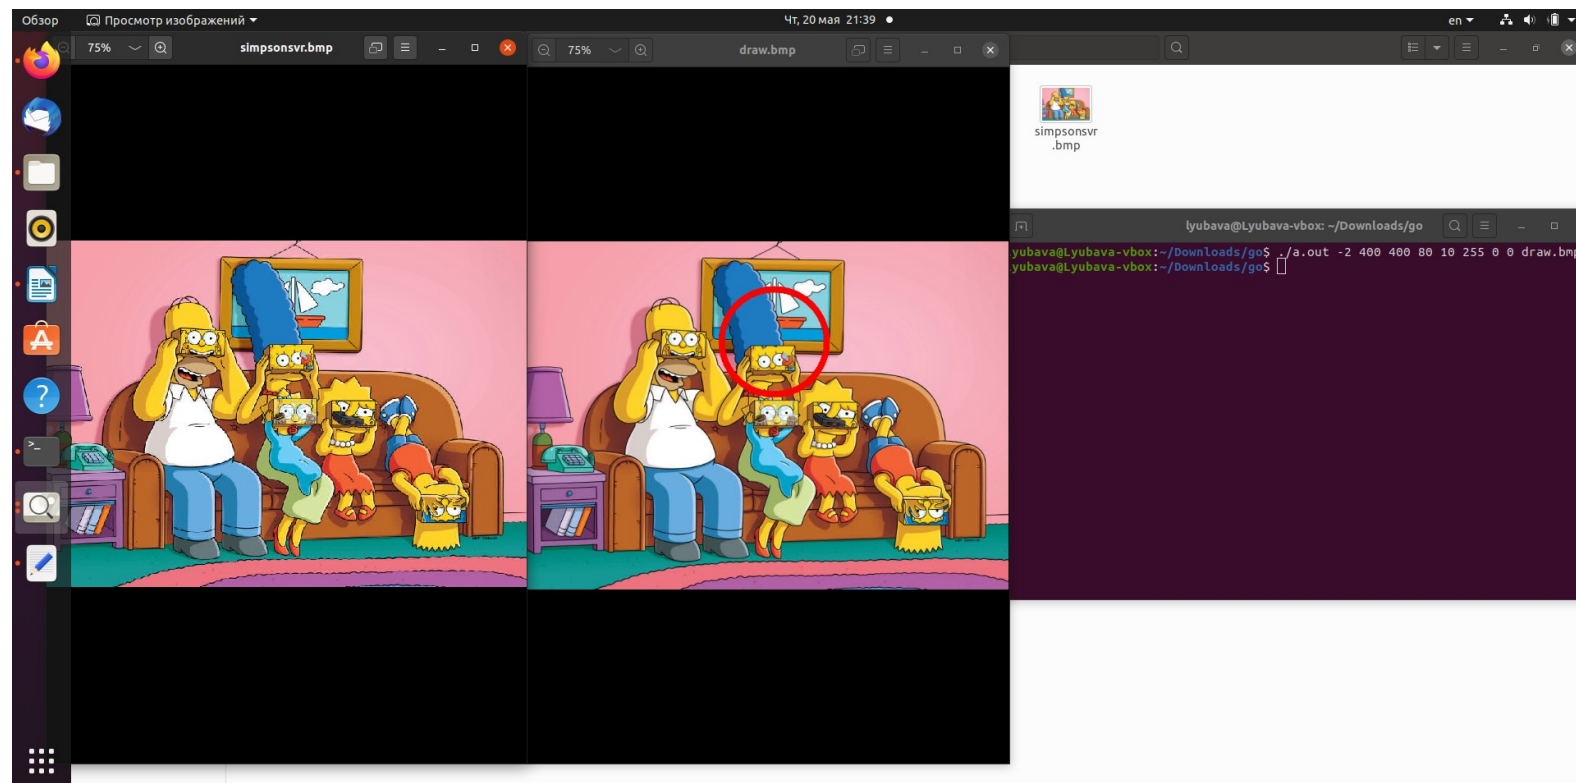 Обзор
Просмотр изображений
Чт, 20 мая 21:39
en
75%
simpsonsvr.bmp
75%
draw.bmp
simpsonsvr
.bmp
lyubava@Lyubava-vbox: ~/Downloads/go
yubava@Lyubava-vbox:~/Downloads/go$ ./a.out -2 400 400 80 10 255 0 0 draw.bmp
yubava@Lyubava-vbox:~/Downloads/go$